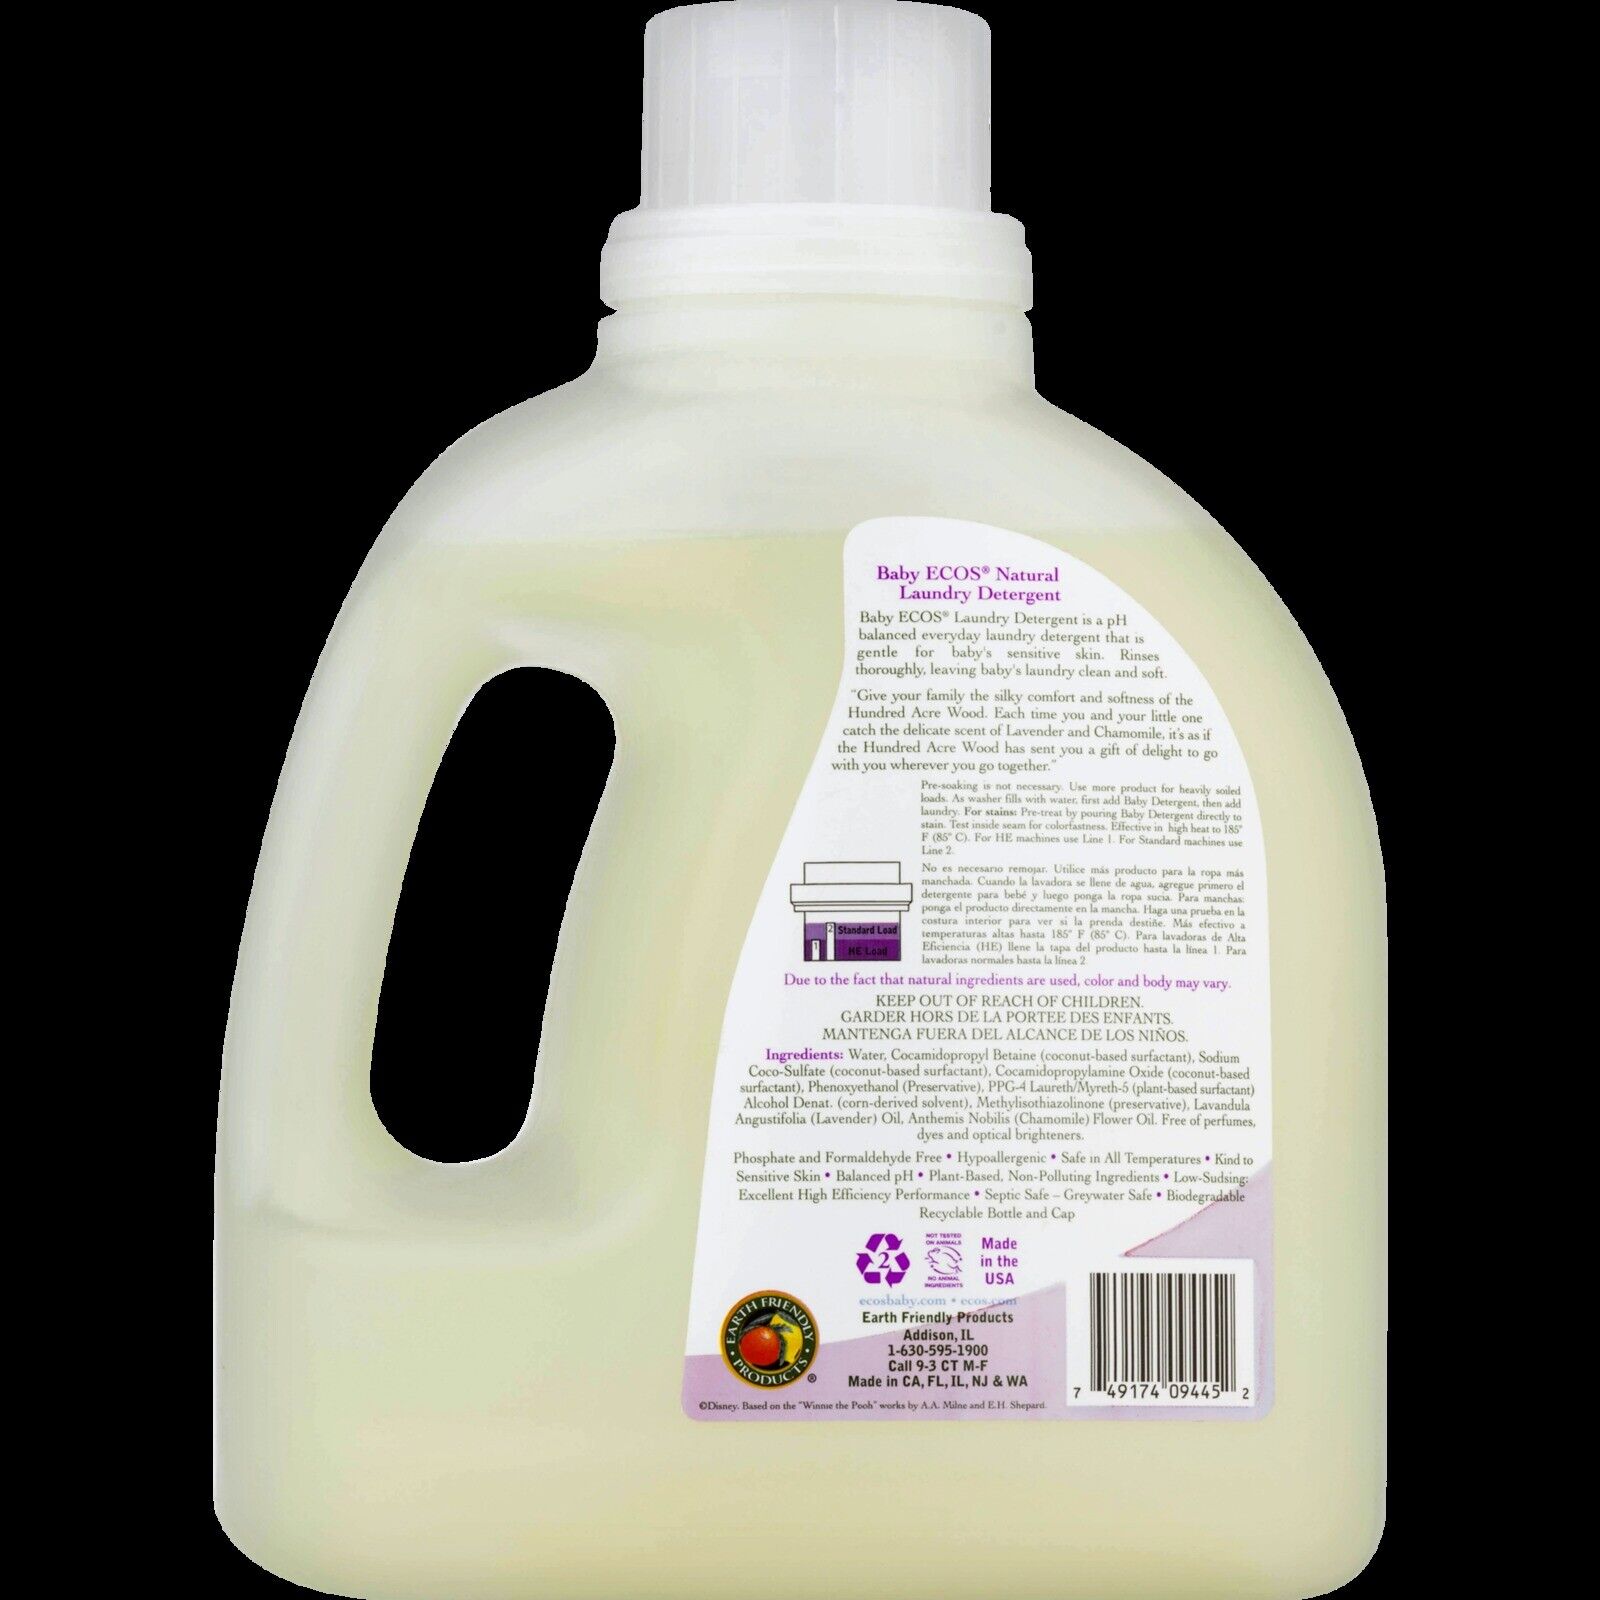 Baby ECOS® Natural
Laundry Detergent
Baby ECOS® Laundry Detergent is a pH
balanced everyday laundry detergent that is
gentle for baby's sensitive skin. Rinses
thoroughly, leaving baby's laundry clean and soft.
"Give your family the silky comfort and softness of the
Hundred Acre Wood. Each time you and your little one
catch the delicate scent of Lavender and Chamomile, it's as if
the Hundred Acre Wood has sent you a gift of delight to go
with you wherever you go together."
Pre-soaking is not necessary. Use more product for heavily soiled
loads. As washer fills with water, first add Baby Detergent, then add
laundry. For stains: Pre-treat by pouring Baby Detergent directly to
stain. Test inside seam for colorfastness. Effective in high heat to 185°
F (85° C). For HE machines use Line 1. For Standard machines use
Line 2.
No es necesario remojar. Utilice más producto para la ropa más
manchada. Cuando la lavadora se llene de agua, agregue primero el
detergente para bebé y luego ponga la ropa sucia. Para manchas:
ponga el producto directamente en la mancha. Haga una prueba en la
costura interior para ver si la prenda destiñe. Más efectivo a
temperaturas altas hasta 185° F (85° C). Para lavadoras de Alta
Eficiencia (HE) llene la tapa del producto hasta la línea 1. Para
lavadoras normales hasta la línea 2
2 Standard Load
1 HE Load
Due to the fact that natural ingredients are used, color and body may vary.
KEEP OUT OF REACH OF CHILDREN.
GARDER HORS DE LA PORTEE DES ENFANTS.
MANTENGA FUERA DEL ALCANCE DE LOS NIÑOS.
Ingredients: Water, Cocamidopropyl Betaine (coconut-based surfactant), Sodium
Coco-Sulfate (coconut-based surfactant), Cocamidopropylamine Oxide (coconut-based
surfactant), Phenoxyethanol (Preservative), PPG-4 Laureth/Myreth-5 (plant-based surfactant)
Alcohol Denat. (corn-derived solvent), Methylisothiazolinone (preservative), Lavandula
Angustifolia (Lavender) Oil, Anthemis Nobilis (Chamomile) Flower Oil. Free of perfumes,
dyes and optical brighteners.
Phosphate and Formaldehyde Free • Hypoallergenic • Safe in All Temperatures • Kind to
Sensitive Skin • Balanced pH • Plant-Based, Non-Polluting Ingredients • Low-Sudsing:
Excellent High Efficiency Performance • Septic Safe – Greywater Safe • Biodegradable
Recyclable Bottle and Cap
2
NOT TESTED
ON ANIMALS
NO ANIMAL
INGREDIENTS
Made
in the
USA
ecosbaby.com • ecos.com
Earth Friendly Products
Addison, IL
1-630-595-1900
Call 9-3 CT M-F
Made in CA, FL, IL, NJ & WA
EARTH FRIENDLY • PRODUCTS • ®
7 49174 09445 2
©Disney. Based on the "Winnie the Pooh" works by A.A. Milne and E.H. Shepard.